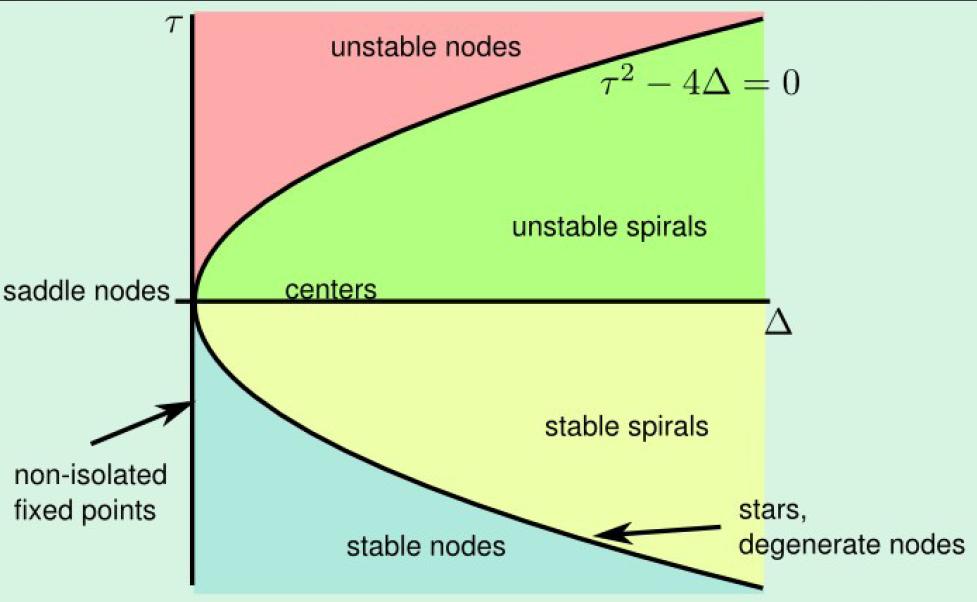 τ
unstable nodes
τ² − 4Δ = 0
unstable spirals
saddle nodes
centers
Δ
stable spirals
non-isolated
fixed points
stars,
degenerate nodes
stable nodes